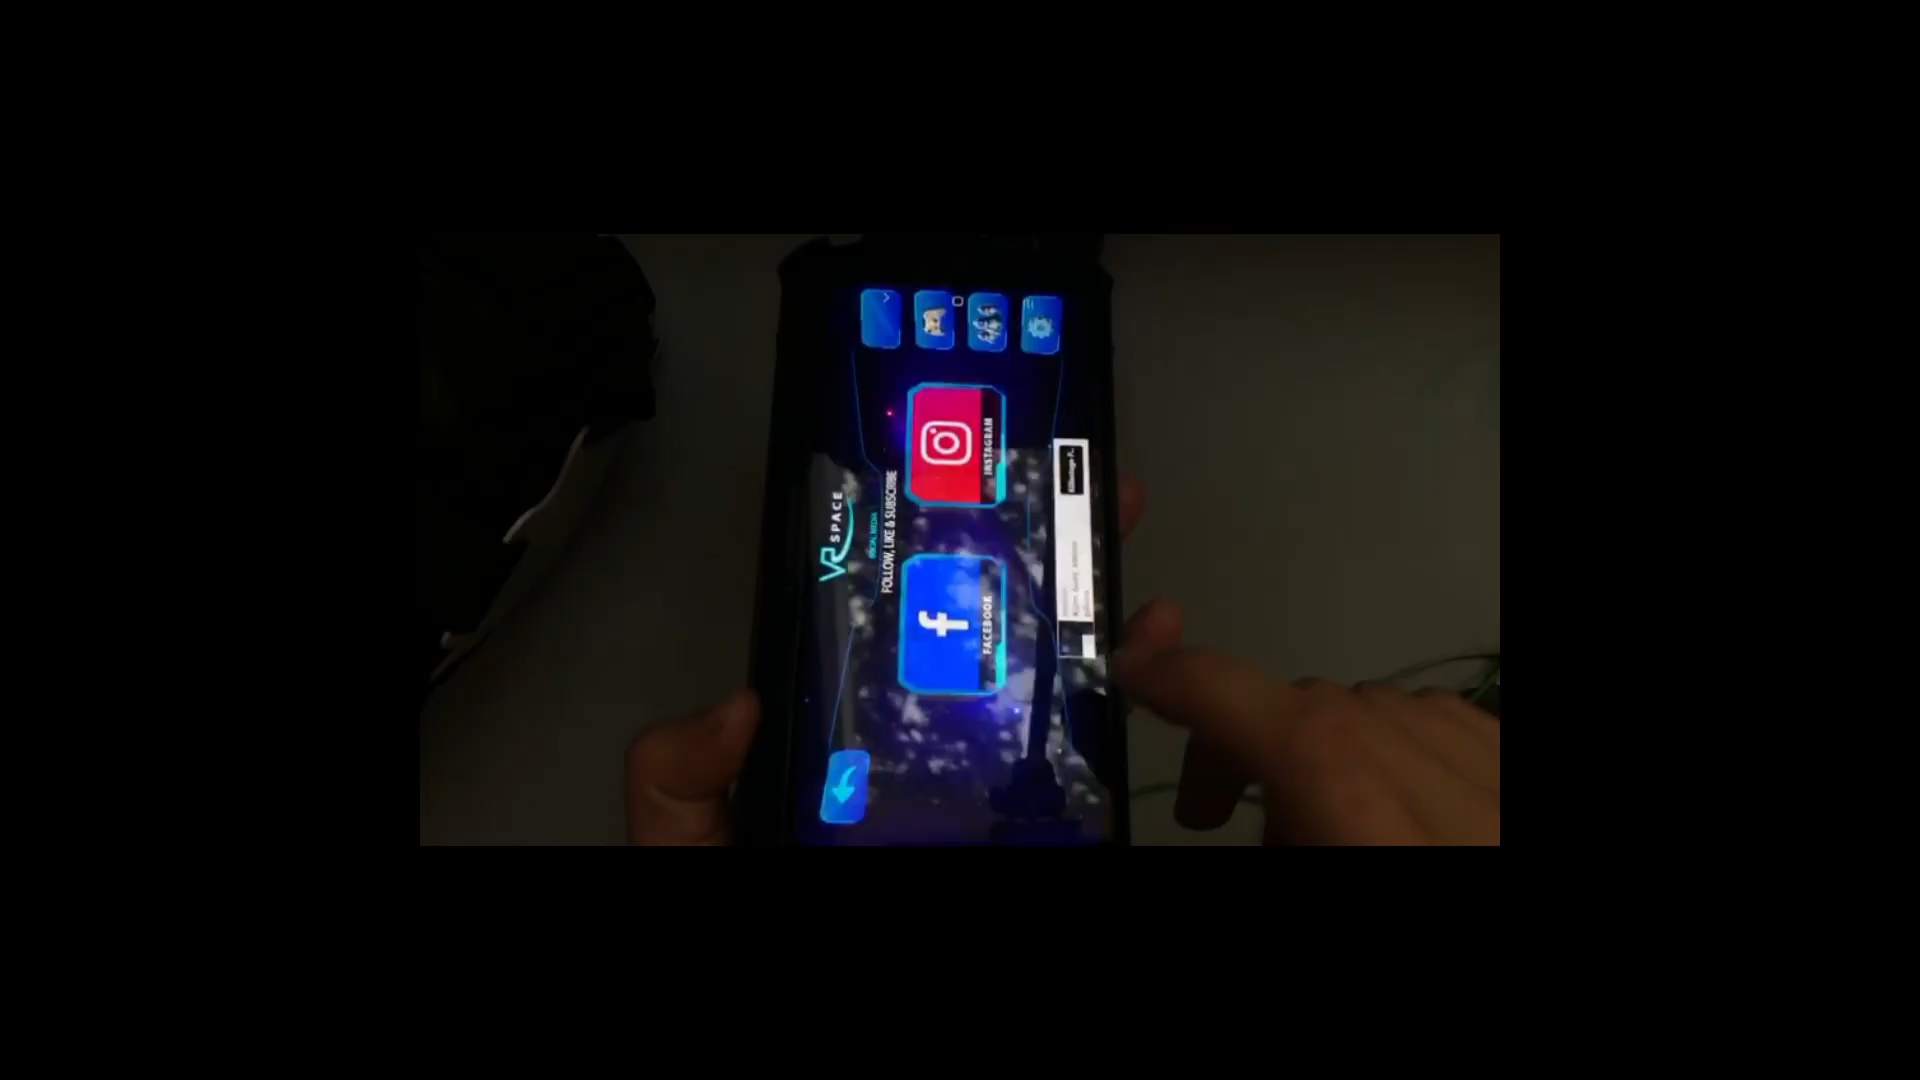 VR SPACE
SOCIAL MEDIA
FOLLOW, LIKE & SUBSCRIBE
FACEBOOK
INSTAGRAM